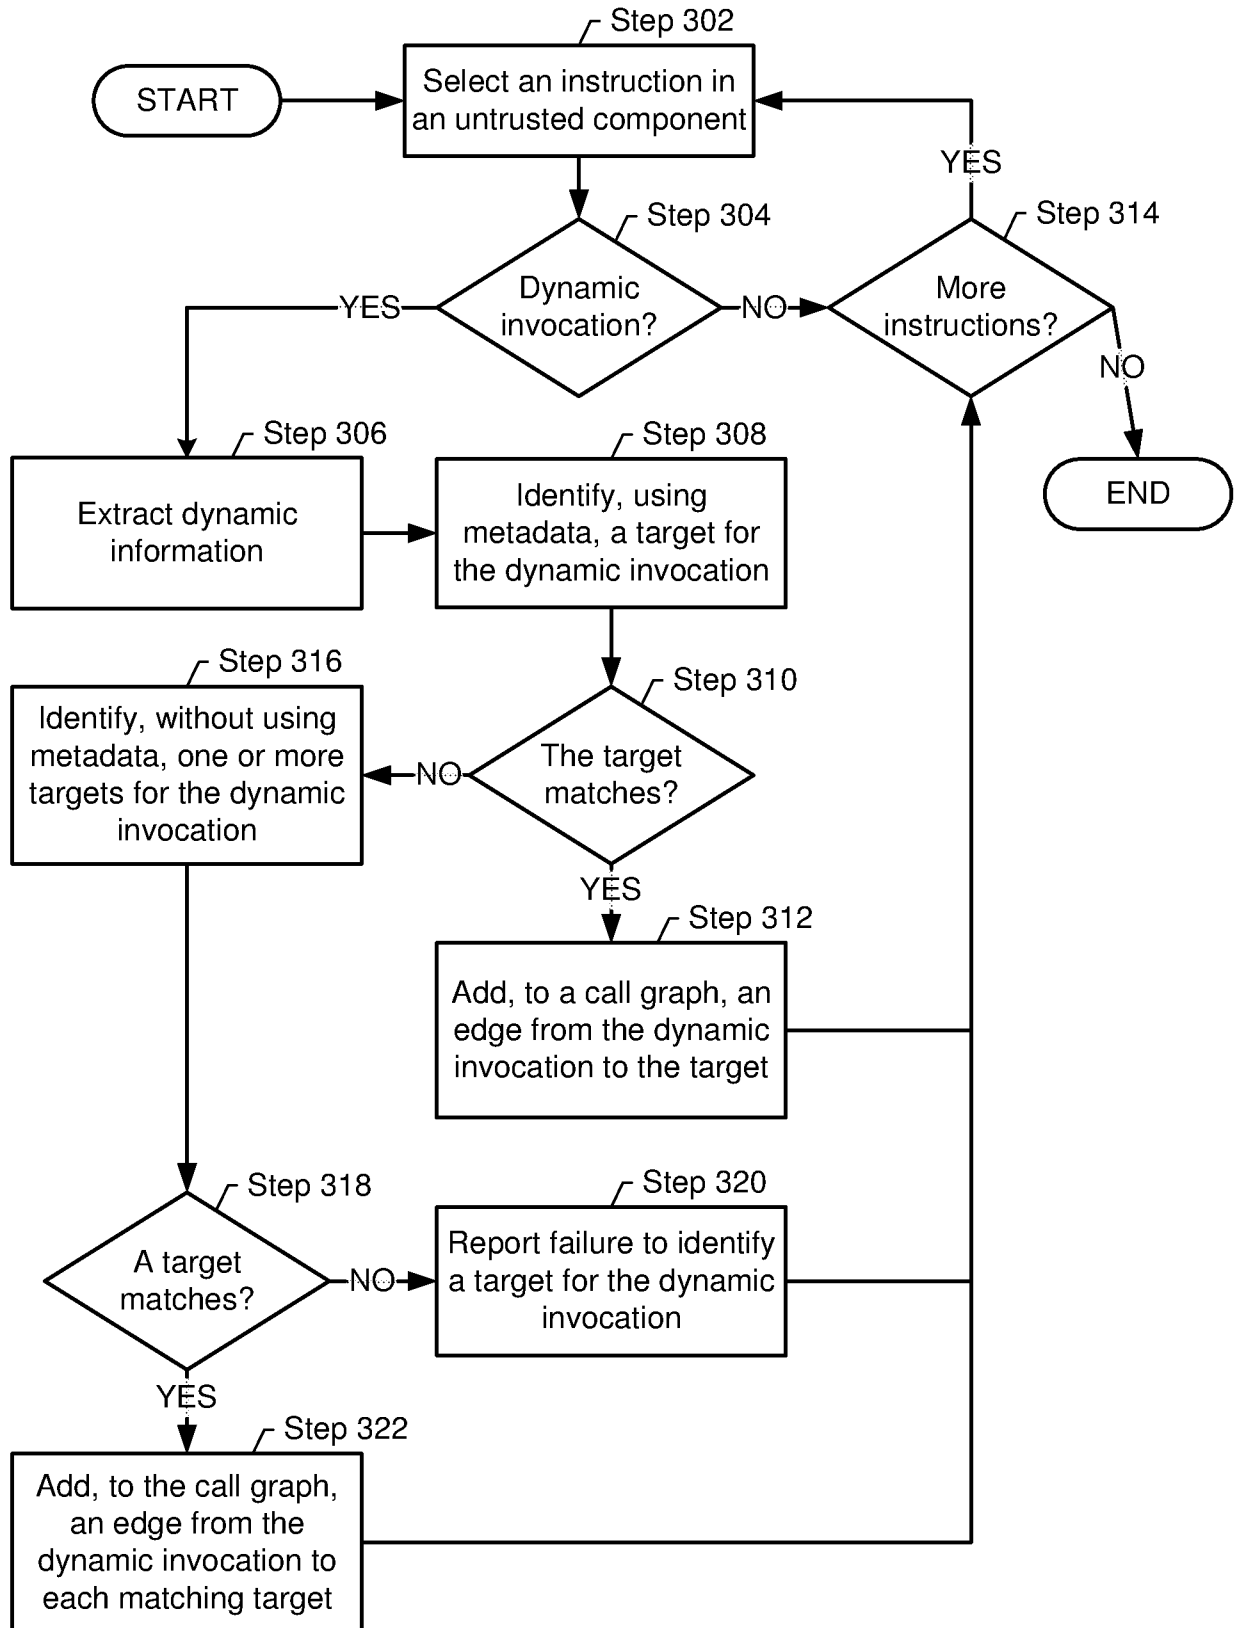 Step 302
START
Select an instruction in
an untrusted component
YES
Step 304
Step 314
Dynamic
invocation?
YES
NO
More
instructions?
NO
Step 306
Step 308
Extract dynamic
information
Identify, using
metadata, a target for
the dynamic invocation
END
Step 316
Step 310
Identify, without using
metadata, one or more
targets for the dynamic
invocation
NO
The target
matches?
YES
Step 312
Add, to a call graph, an
edge from the dynamic
invocation to the target
Step 318
Step 320
A target
matches?
NO
Report failure to identify
a target for the dynamic
invocation
YES
Step 322
Add, to the call graph,
an edge from the
dynamic invocation to
each matching target